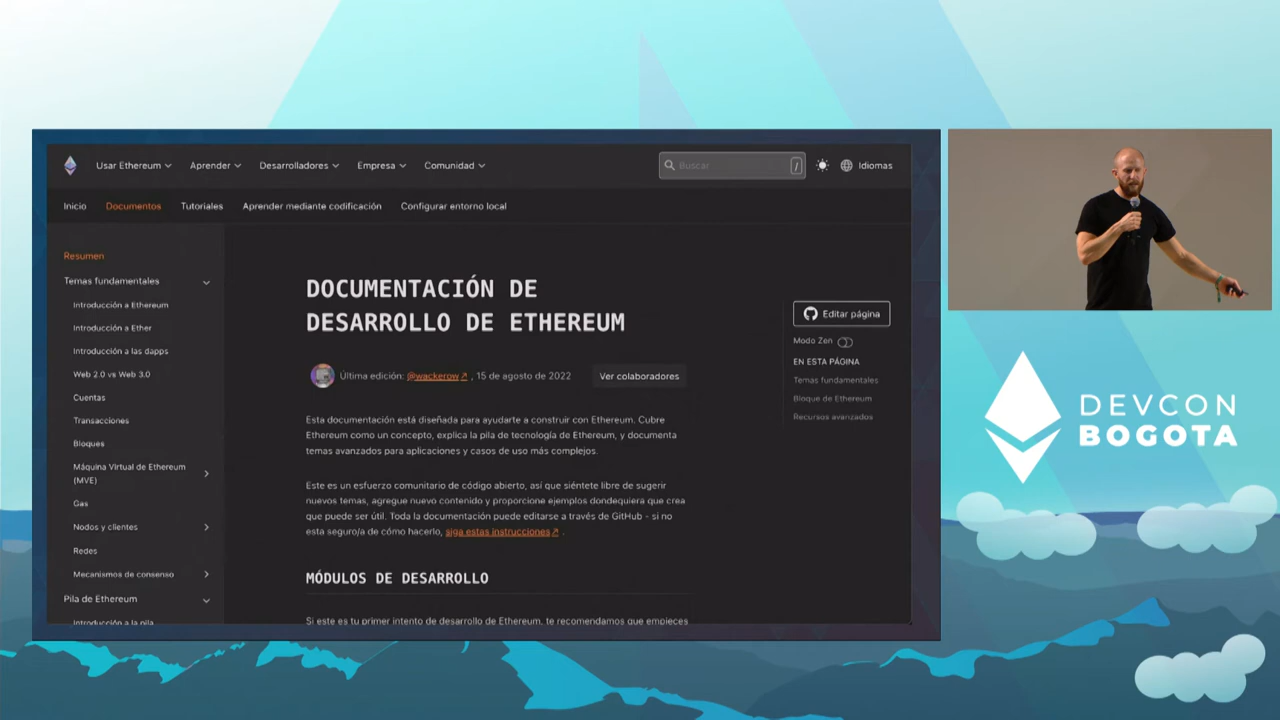 Usar Ethereum Aprender Desarrolladores Empresa Comunidad Buscar / Idiomas
Inicio Documentos Tutoriales Aprender mediante codificación Configurar entorno local
Resumen
Temas fundamentales
Introducción a Ethereum
Introducción a Ether
Introducción a las dapps
Web 2.0 vs Web 3.0
Cuentas
Transacciones
Bloques
Máquina Virtual de Ethereum
(MVE)
Gas
Nodos y clientes
Redes
Mecanismos de consenso
Pila de Ethereum
Introducción a la pila
DOCUMENTACIÓN DE
DESARROLLO DE ETHEREUM
Última edición: @wackerow , 15 de agosto de 2022 Ver colaboradores
Esta documentación está diseñada para ayudarte a construir con Ethereum. Cubre
Ethereum como un concepto, explica la pila de tecnología de Ethereum, y documenta
temas avanzados para aplicaciones y casos de uso más complejos.
Este es un esfuerzo comunitario de código abierto, así que siéntete libre de sugerir
nuevos temas, agregue nuevo contenido y proporcione ejemplos dondequiera que crea
que puede ser útil. Toda la documentación puede editarse a través de GitHub - si no
esta seguro/a de cómo hacerlo, siga estas instrucciones .
MÓDULOS DE DESARROLLO
Si este es tu primer intento de desarrollo de Ethereum, te recomendamos que empieces
Editar página
Modo Zen
EN ESTA PÁGINA
Temas fundamentales
Bloque de Ethereum
Recursos avanzados
DEVCON
BOGOTA